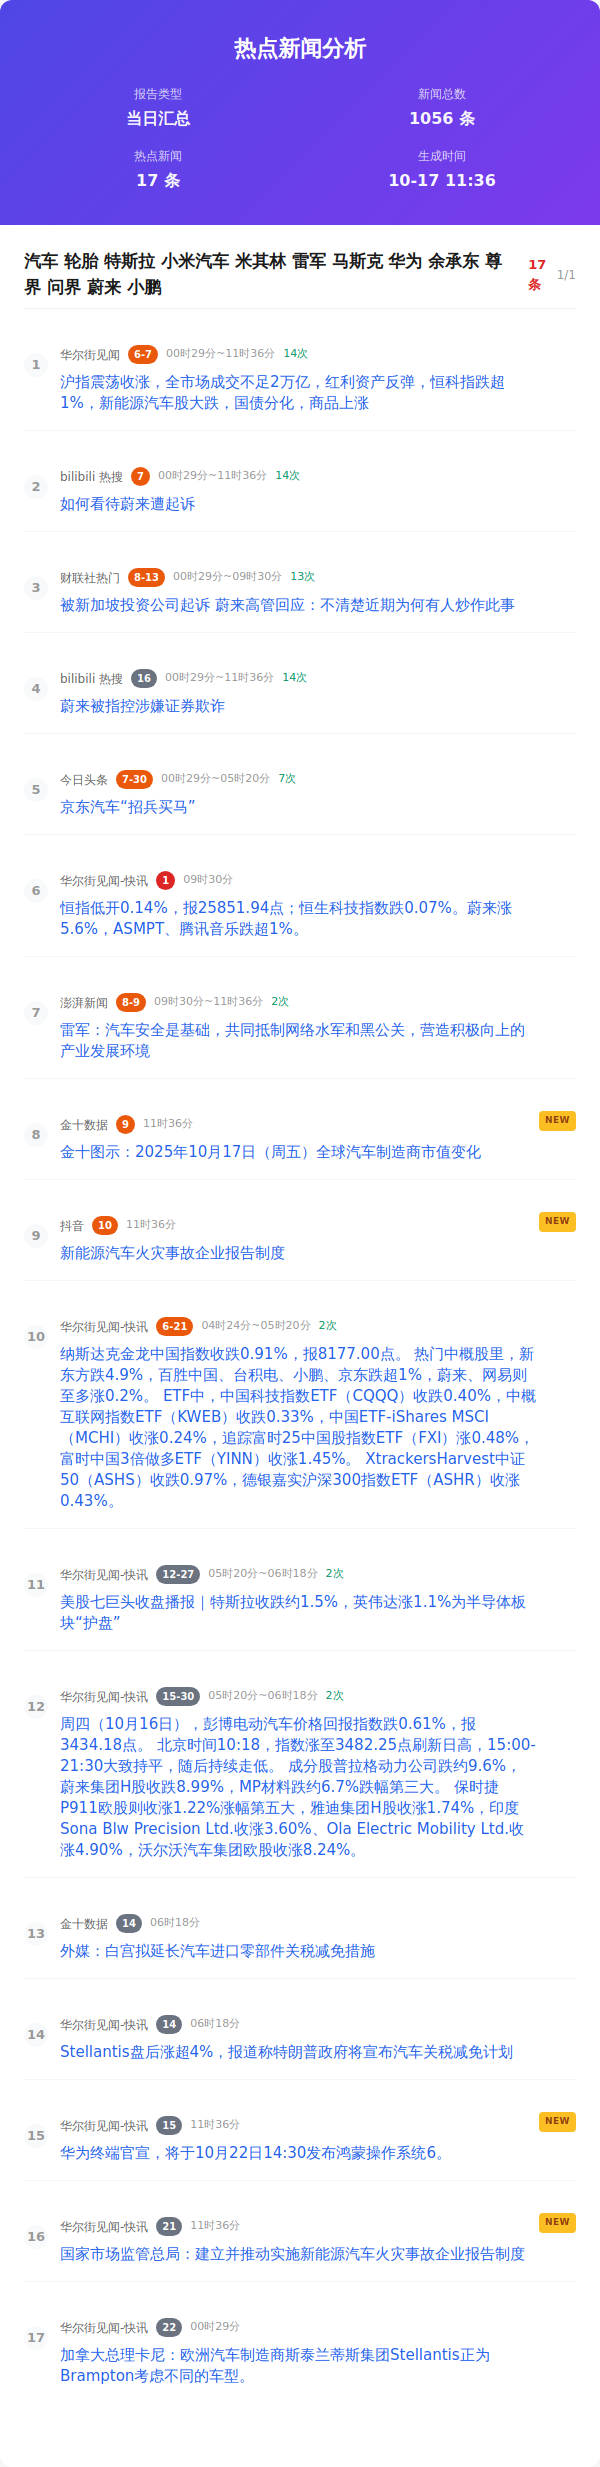 热点新闻分析
报告类型
新闻总数
当日汇总
1056 条
热点新闻
生成时间
17 条
10-17 11:36
汽车 轮胎 特斯拉 小米汽车 米其林 雷军 马斯克 华为 余承东 尊
界 问界 蔚来 小鹏
17
条
1/1
1
华尔街见闻 6-7 00时29分~11时36分 14次
沪指震荡收涨，全市场成交不足2万亿，红利资产反弹，恒科指跌超
1%，新能源汽车股大跌，国债分化，商品上涨
2
bilibili 热搜 7 00时29分~11时36分 14次
如何看待蔚来遭起诉
3
财联社热门 8-13 00时29分~09时30分 13次
被新加坡投资公司起诉 蔚来高管回应：不清楚近期为何有人炒作此事
4
bilibili 热搜 16 00时29分~11时36分 14次
蔚来被指控涉嫌证券欺诈
5
今日头条 7-30 00时29分~05时20分 7次
京东汽车“招兵买马”
6
华尔街见闻-快讯 1 09时30分
恒指低开0.14%，报25851.94点；恒生科技指数跌0.07%。蔚来涨
5.6%，ASMPT、腾讯音乐跌超1%。
7
澎湃新闻 8-9 09时30分~11时36分 2次
雷军：汽车安全是基础，共同抵制网络水军和黑公关，营造积极向上的
产业发展环境
8
金十数据 9 11时36分
NEW
金十图示：2025年10月17日（周五）全球汽车制造商市值变化
9
抖音 10 11时36分
NEW
新能源汽车火灾事故企业报告制度
10
华尔街见闻-快讯 6-21 04时24分~05时20分 2次
纳斯达克金龙中国指数收跌0.91%，报8177.00点。 热门中概股里，新
东方跌4.9%，百胜中国、台积电、小鹏、京东跌超1%，蔚来、网易则
至多涨0.2%。 ETF中，中国科技指数ETF（CQQQ）收跌0.40%，中概
互联网指数ETF（KWEB）收跌0.33%，中国ETF-iShares MSCI
（MCHI）收涨0.24%，追踪富时25中国股指数ETF（FXI）涨0.48%，
富时中国3倍做多ETF（YINN）收涨1.45%。 XtrackersHarvest中证
50（ASHS）收跌0.97%，德银嘉实沪深300指数ETF（ASHR）收涨
0.43%。
11
华尔街见闻-快讯 12-27 05时20分~06时18分 2次
美股七巨头收盘播报｜特斯拉收跌约1.5%，英伟达涨1.1%为半导体板
块“护盘”
12
华尔街见闻-快讯 15-30 05时20分~06时18分 2次
周四（10月16日），彭博电动汽车价格回报指数跌0.61%，报
3434.18点。 北京时间10:18，指数涨至3482.25点刷新日高，15:00-
21:30大致持平，随后持续走低。 成分股普拉格动力公司跌约9.6%，
蔚来集团H股收跌8.99%，MP材料跌约6.7%跌幅第三大。 保时捷
P911欧股则收涨1.22%涨幅第五大，雅迪集团H股收涨1.74%，印度
Sona Blw Precision Ltd.收涨3.60%、Ola Electric Mobility Ltd.收
涨4.90%，沃尔沃汽车集团欧股收涨8.24%。
13
金十数据 14 06时18分
外媒：白宫拟延长汽车进口零部件关税减免措施
14
华尔街见闻-快讯 14 06时18分
Stellantis盘后涨超4%，报道称特朗普政府将宣布汽车关税减免计划
15
华尔街见闻-快讯 15 11时36分
NEW
华为终端官宣，将于10月22日14:30发布鸿蒙操作系统6。
16
华尔街见闻-快讯 21 11时36分
NEW
国家市场监管总局：建立并推动实施新能源汽车火灾事故企业报告制度
17
华尔街见闻-快讯 22 00时29分
加拿大总理卡尼：欧洲汽车制造商斯泰兰蒂斯集团Stellantis正为
Brampton考虑不同的车型。